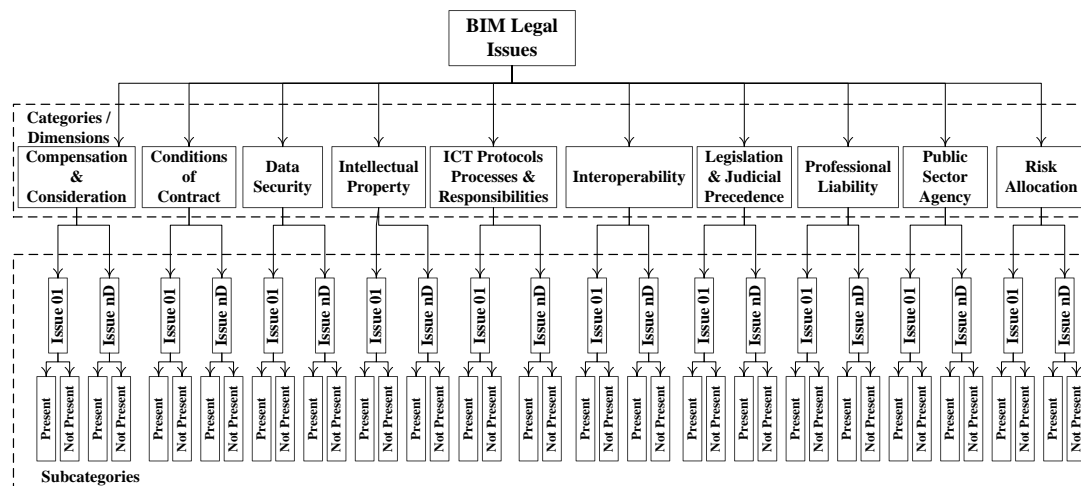 BIM Legal
Issues
Categories /
Dimensions
Compensation
&
Consideration
Conditions
of
Contract
Data
Security
Intellectual
Property
ICT Protocols
Processes &
Responsibilities
Interoperability
Legislation
& Judicial
Precedence
Professional
Liability
Public
Sector
Agency
Risk
Allocation
Issue 01
Issue nD
Issue 01
Issue nD
Issue 01
Issue nD
Issue 01
Issue nD
Issue 01
Issue nD
Issue 01
Issue nD
Issue 01
Issue nD
Issue 01
Issue nD
Issue 01
Issue nD
Issue 01
Issue nD
Present
Not Present
Present
Not Present
Present
Not Present
Present
Not Present
Present
Not Present
Present
Not Present
Present
Not Present
Present
Not Present
Present
Not Present
Present
Not Present
Present
Not Present
Present
Not Present
Present
Not Present
Present
Not Present
Present
Not Present
Present
Not Present
Present
Not Present
Present
Not Present
Present
Not Present
Present
Not Present
Subcategories